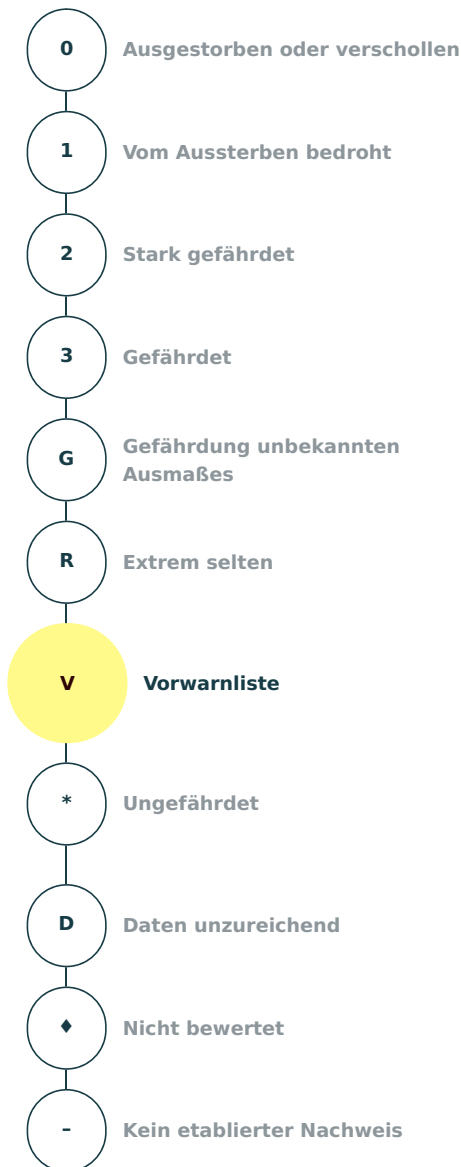 0 Ausgestorben oder verschollen
1 Vom Aussterben bedroht
2 Stark gefährdet
3 Gefährdet
G Gefährdung unbekannten
Ausmaßes
R Extrem selten
V Vorwarnliste
* Ungefährdet
D Daten unzureichend
♦ Nicht bewertet
– Kein etablierter Nachweis